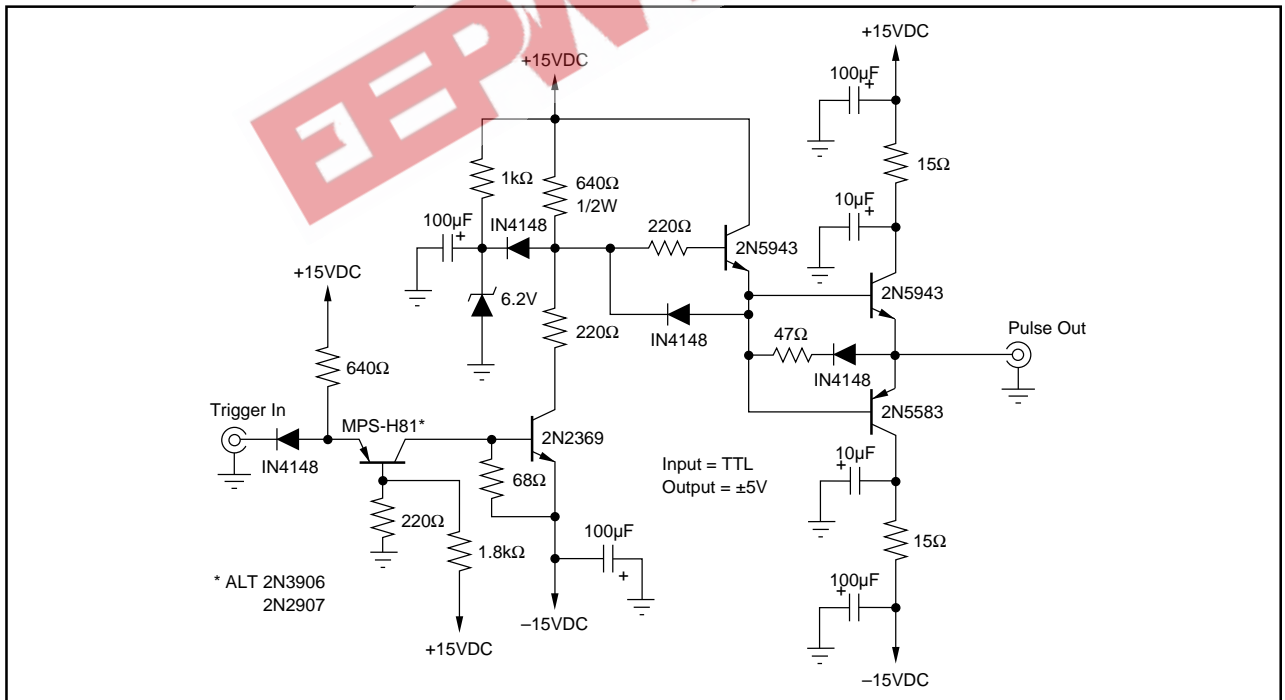 EEPW
+15VDC
100µF
+
+15VDC
15Ω
1kΩ
640Ω
1/2W
10µF
+
100µF
+
IN4148
220Ω
2N5943
+15VDC
6.2V
2N5943
220Ω
IN4148
47Ω
Pulse Out
640Ω
IN4148
Trigger In
MPS-H81*
2N5583
2N2369
IN4148
68Ω
Input = TTL
Output = ±5V
10µF
+
220Ω
1.8kΩ
100µF
+
15Ω
* ALT 2N3906
2N2907
100µF
+
–15VDC
+15VDC
–15VDC